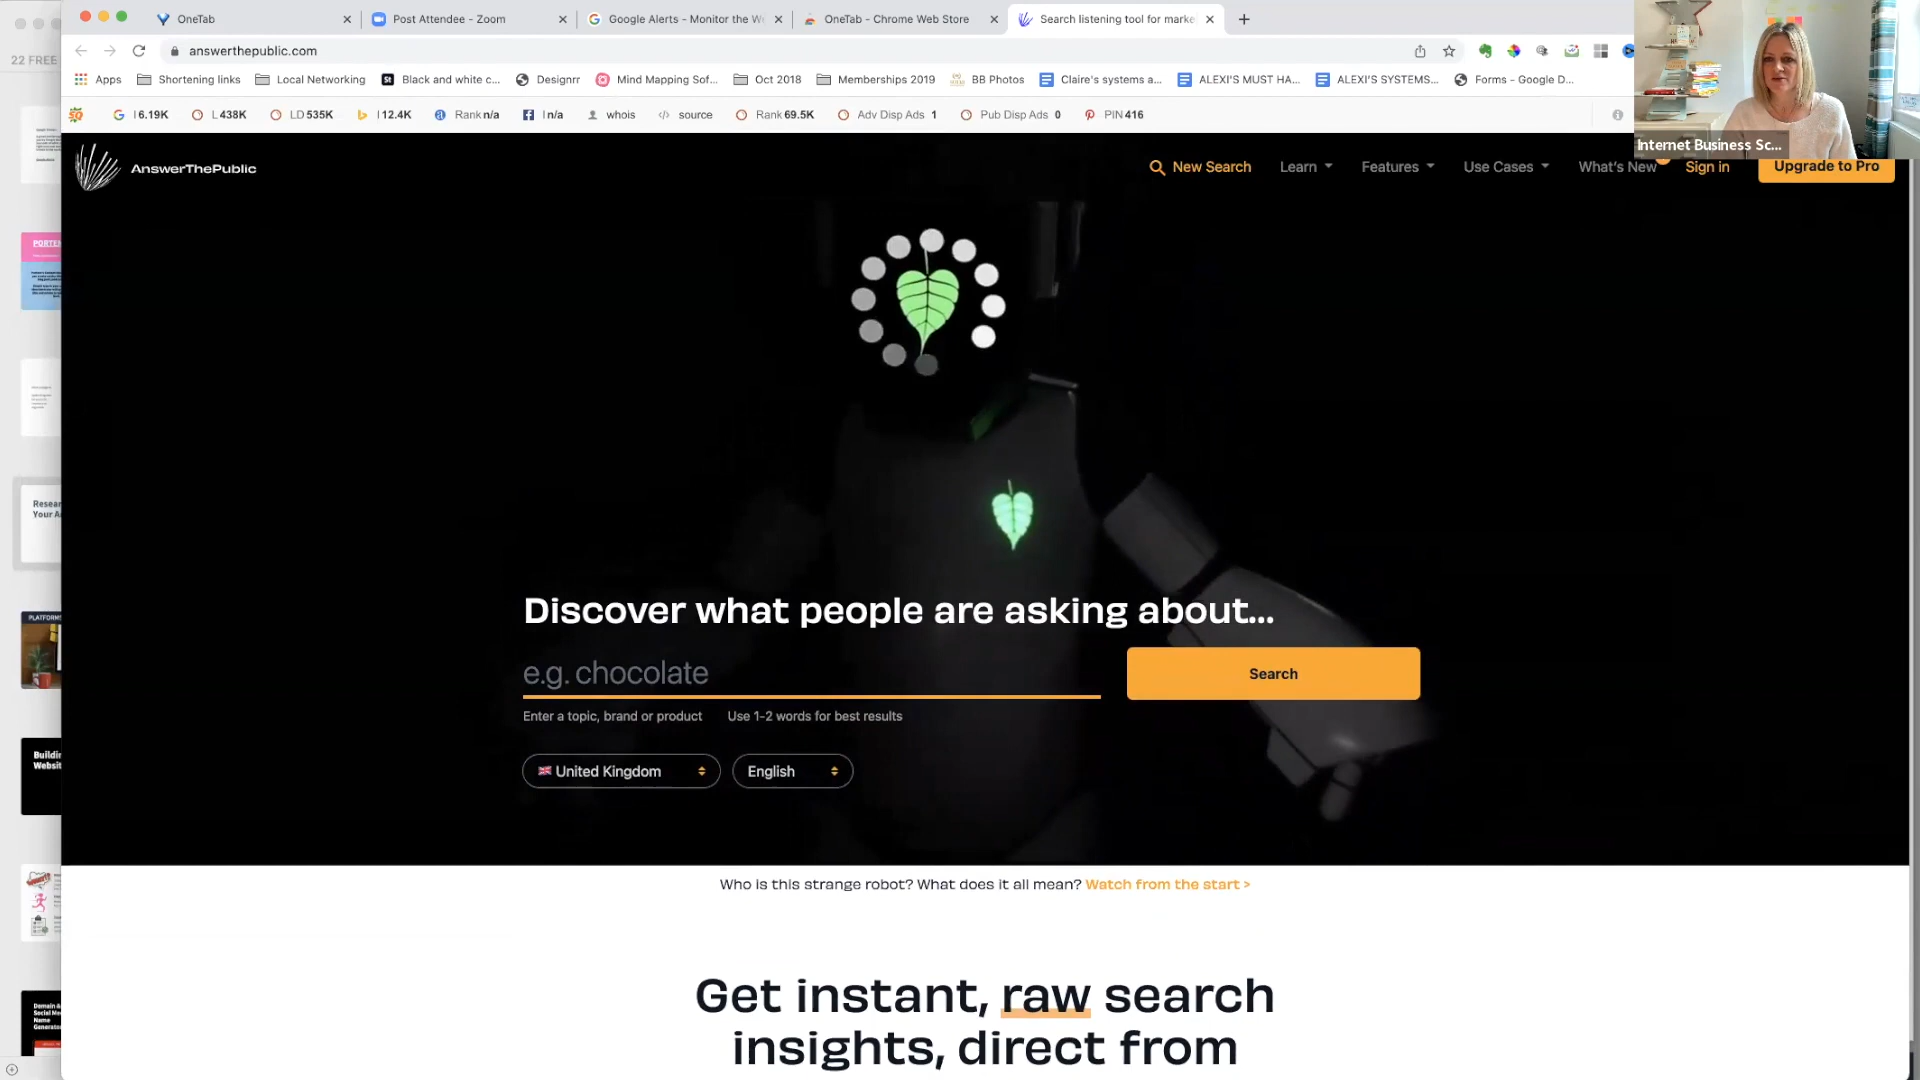 OneTab
Post Attendee - Zoom
Google Alerts - Monitor the W
OneTab - Chrome Web Store
Search listening tool for marke
answerthepublic.com
22 FREE
Apps
Shortening links
Local Networking
Black and white c...
Designrr
Mind Mapping Sof...
Oct 2018
Memberships 2019
BB Photos
Claire's systems a...
ALEXI'S MUST HA...
ALEXI'S SYSTEMS...
Forms - Google D...
SQ
I 6.19K
L 438K
LD 535K
I 12.4K
Rank n/a
I n/a
whois
source
Rank 69.5K
Adv Disp Ads 1
Pub Disp Ads 0
PIN 416
Internet Business Sc...
AnswerThePublic
New Search
Learn
Features
Use Cases
What's New
Sign in
Upgrade to Pro
Resear
Your A
PLATFORMS
Buildin
Websit
Domain &
Social Med
Name
Generato
Discover what people are asking about...
e.g. chocolate
Search
Enter a topic, brand or product
Use 1-2 words for best results
United Kingdom
English
Who is this strange robot? What does it all mean? Watch from the start >
Get instant, raw search
insights, direct from